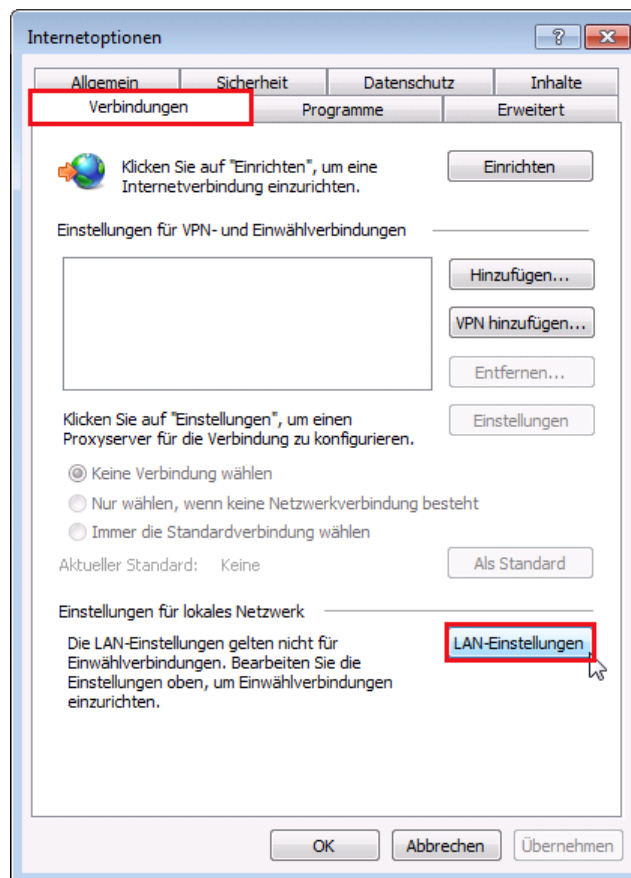 Internetoptionen
Allgemein Sicherheit Datenschutz Inhalte
Verbindungen Programme Erweitert
Klicken Sie auf "Einrichten", um eine
Internetverbindung einzurichten.
Einrichten
Einstellungen für VPN- und Einwählverbindungen
Hinzufügen...
VPN hinzufügen...
Entfernen...
Klicken Sie auf "Einstellungen", um einen
Proxyserver für die Verbindung zu konfigurieren.
Einstellungen
Keine Verbindung wählen
Nur wählen, wenn keine Netzwerkverbindung besteht
Immer die Standardverbindung wählen
Aktueller Standard: Keine
Als Standard
Einstellungen für lokales Netzwerk
Die LAN-Einstellungen gelten nicht für
Einwählverbindungen. Bearbeiten Sie die
Einstellungen oben, um Einwählverbindungen
einzurichten.
LAN-Einstellungen
OK Abbrechen Übernehmen